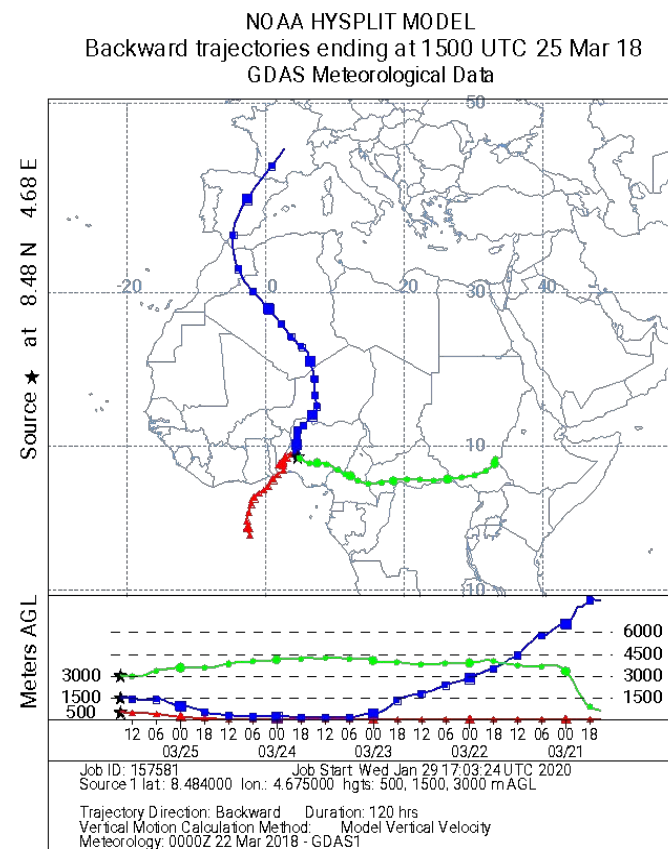 NOAA HYSPLIT MODEL
Backward trajectories ending at 1500 UTC 25 Mar 18
GDAS Meteorological Data
Source ★ at 8.48 N 4.68 E
50
-20 0 20 30 40
10
-10
Meters AGL
6000
4500
3000 3000
1500 1500
500
12 06 00 18 12 06 00 18 12 06 00 18 12 06 00 18 12 06 00 18
03/25 03/24 03/23 03/22 03/21
Job ID: 157581 Job Start: Wed Jan 29 17:03:24 UTC 2020
Source 1 lat.: 8.484000 lon.: 4.675000 hgts: 500, 1500, 3000 m AGL
Trajectory Direction: Backward Duration: 120 hrs
Vertical Motion Calculation Method: Model Vertical Velocity
Meteorology: 0000Z 22 Mar 2018 - GDAS1